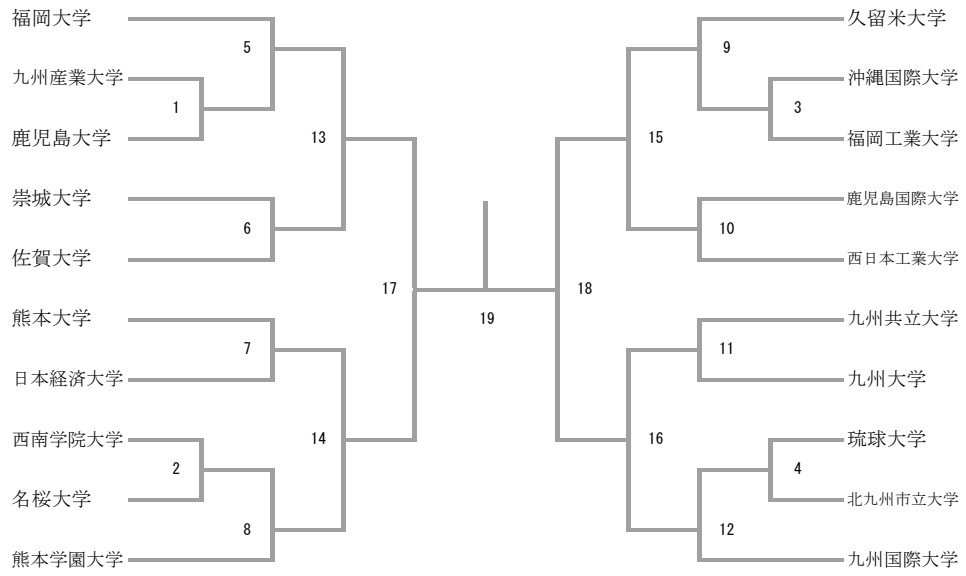 福岡大学
5
九州産業大学
1
鹿児島大学
13
崇城大学
6
佐賀大学
17
熊本大学
7
日本経済大学
14
西南学院大学
2
名桜大学
8
熊本学園大学
19
久留米大学
9
沖縄国際大学
3
福岡工業大学
15
鹿児島国際大学
10
西日本工業大学
18
九州共立大学
11
九州大学
16
琉球大学
4
北九州市立大学
12
九州国際大学